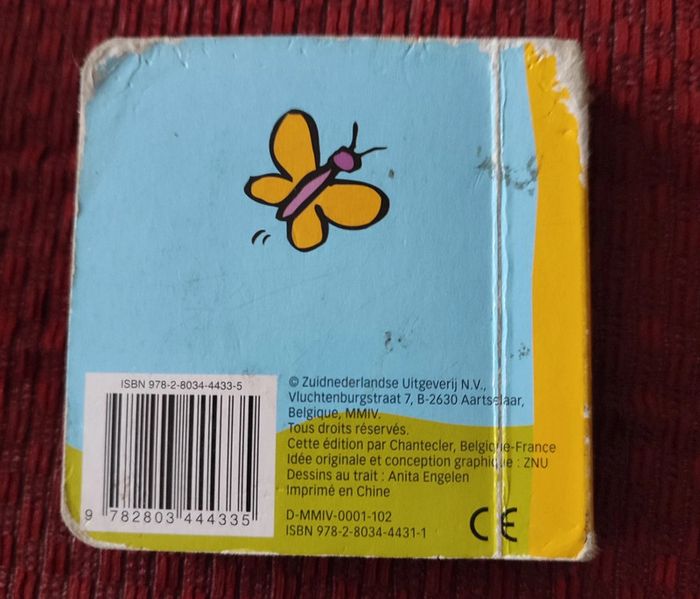 ISBN 978-2-8034-4433-5
9 782803 444335
© Zuidnederlandse Uitgeverij N.V.,
Vluchtenburgstraat 7, B-2630 Aartselaar,
Belgique, MMIV.
Tous droits réservés.
Cette édition par Chantecler, Belgique-France
Idée originale et conception graphique : ZNU
Dessins au trait : Anita Engelen
Imprimé en Chine
D-MMIV-0001-102
ISBN 978-2-8034-4431-1
CE